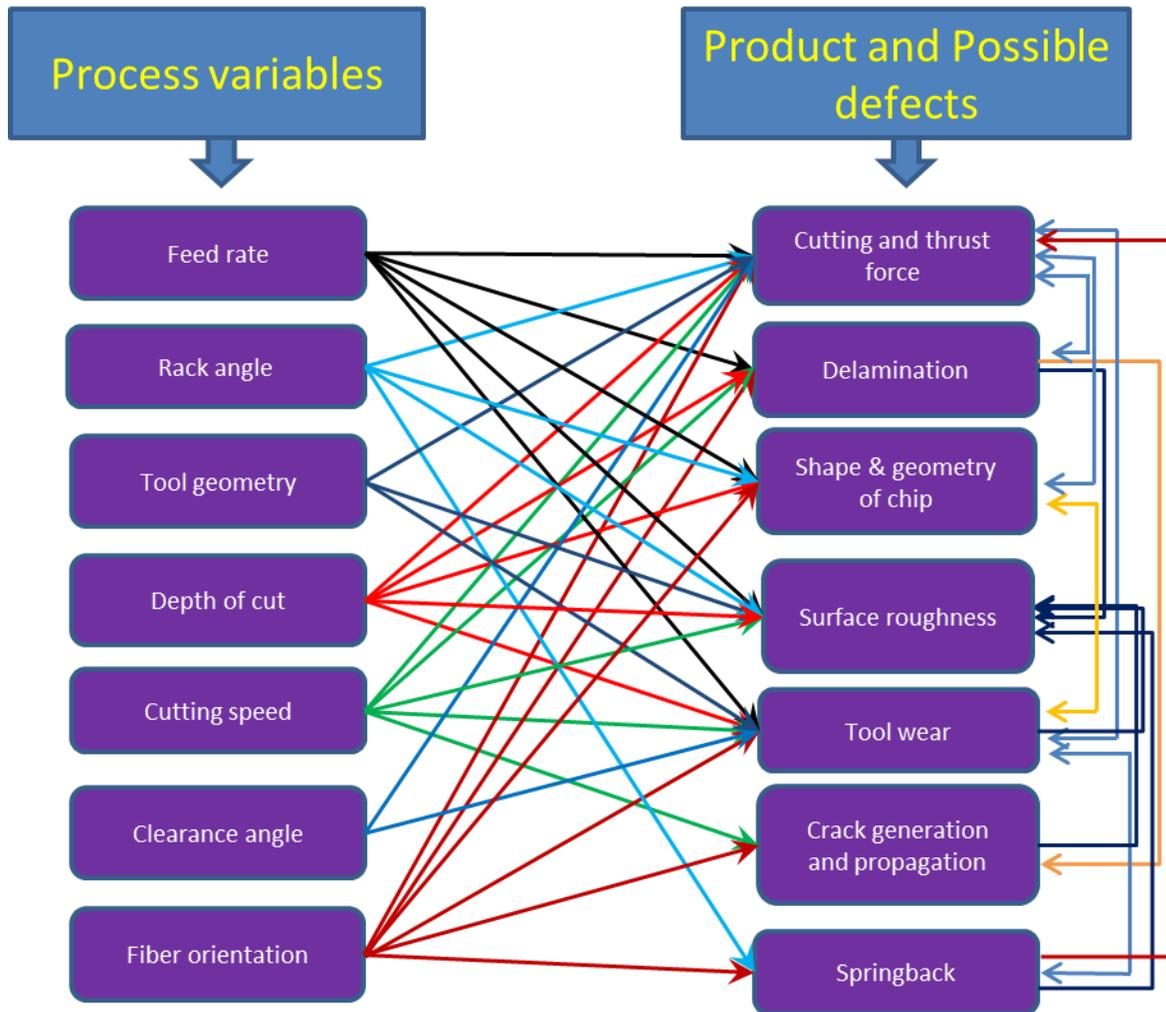 Process variables
Product and Possible
defects
Feed rate
Rack angle
Tool geometry
Depth of cut
Cutting speed
Clearance angle
Fiber orientation
Cutting and thrust
force
Delamination
Shape & geometry
of chip
Surface roughness
Tool wear
Crack generation
and propagation
Springback